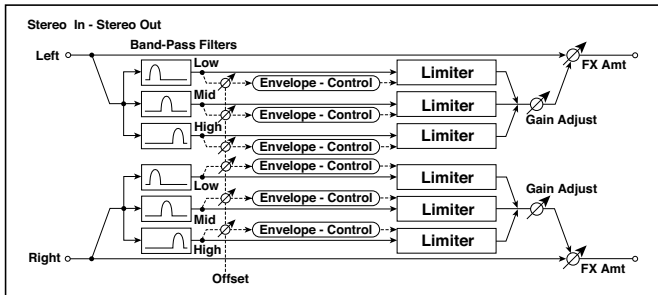 Stereo In - Stereo Out
Band-Pass Filters
Left
FX Amt
Low
Envelope - Control
Limiter
Mid
Envelope - Control
Limiter
Gain Adjust
High
Envelope - Control
Limiter
Envelope - Control
Low
Limiter
Gain Adjust
Envelope - Control
Mid
Limiter
Envelope - Control
High
Limiter
Right
FX Amt
Offset